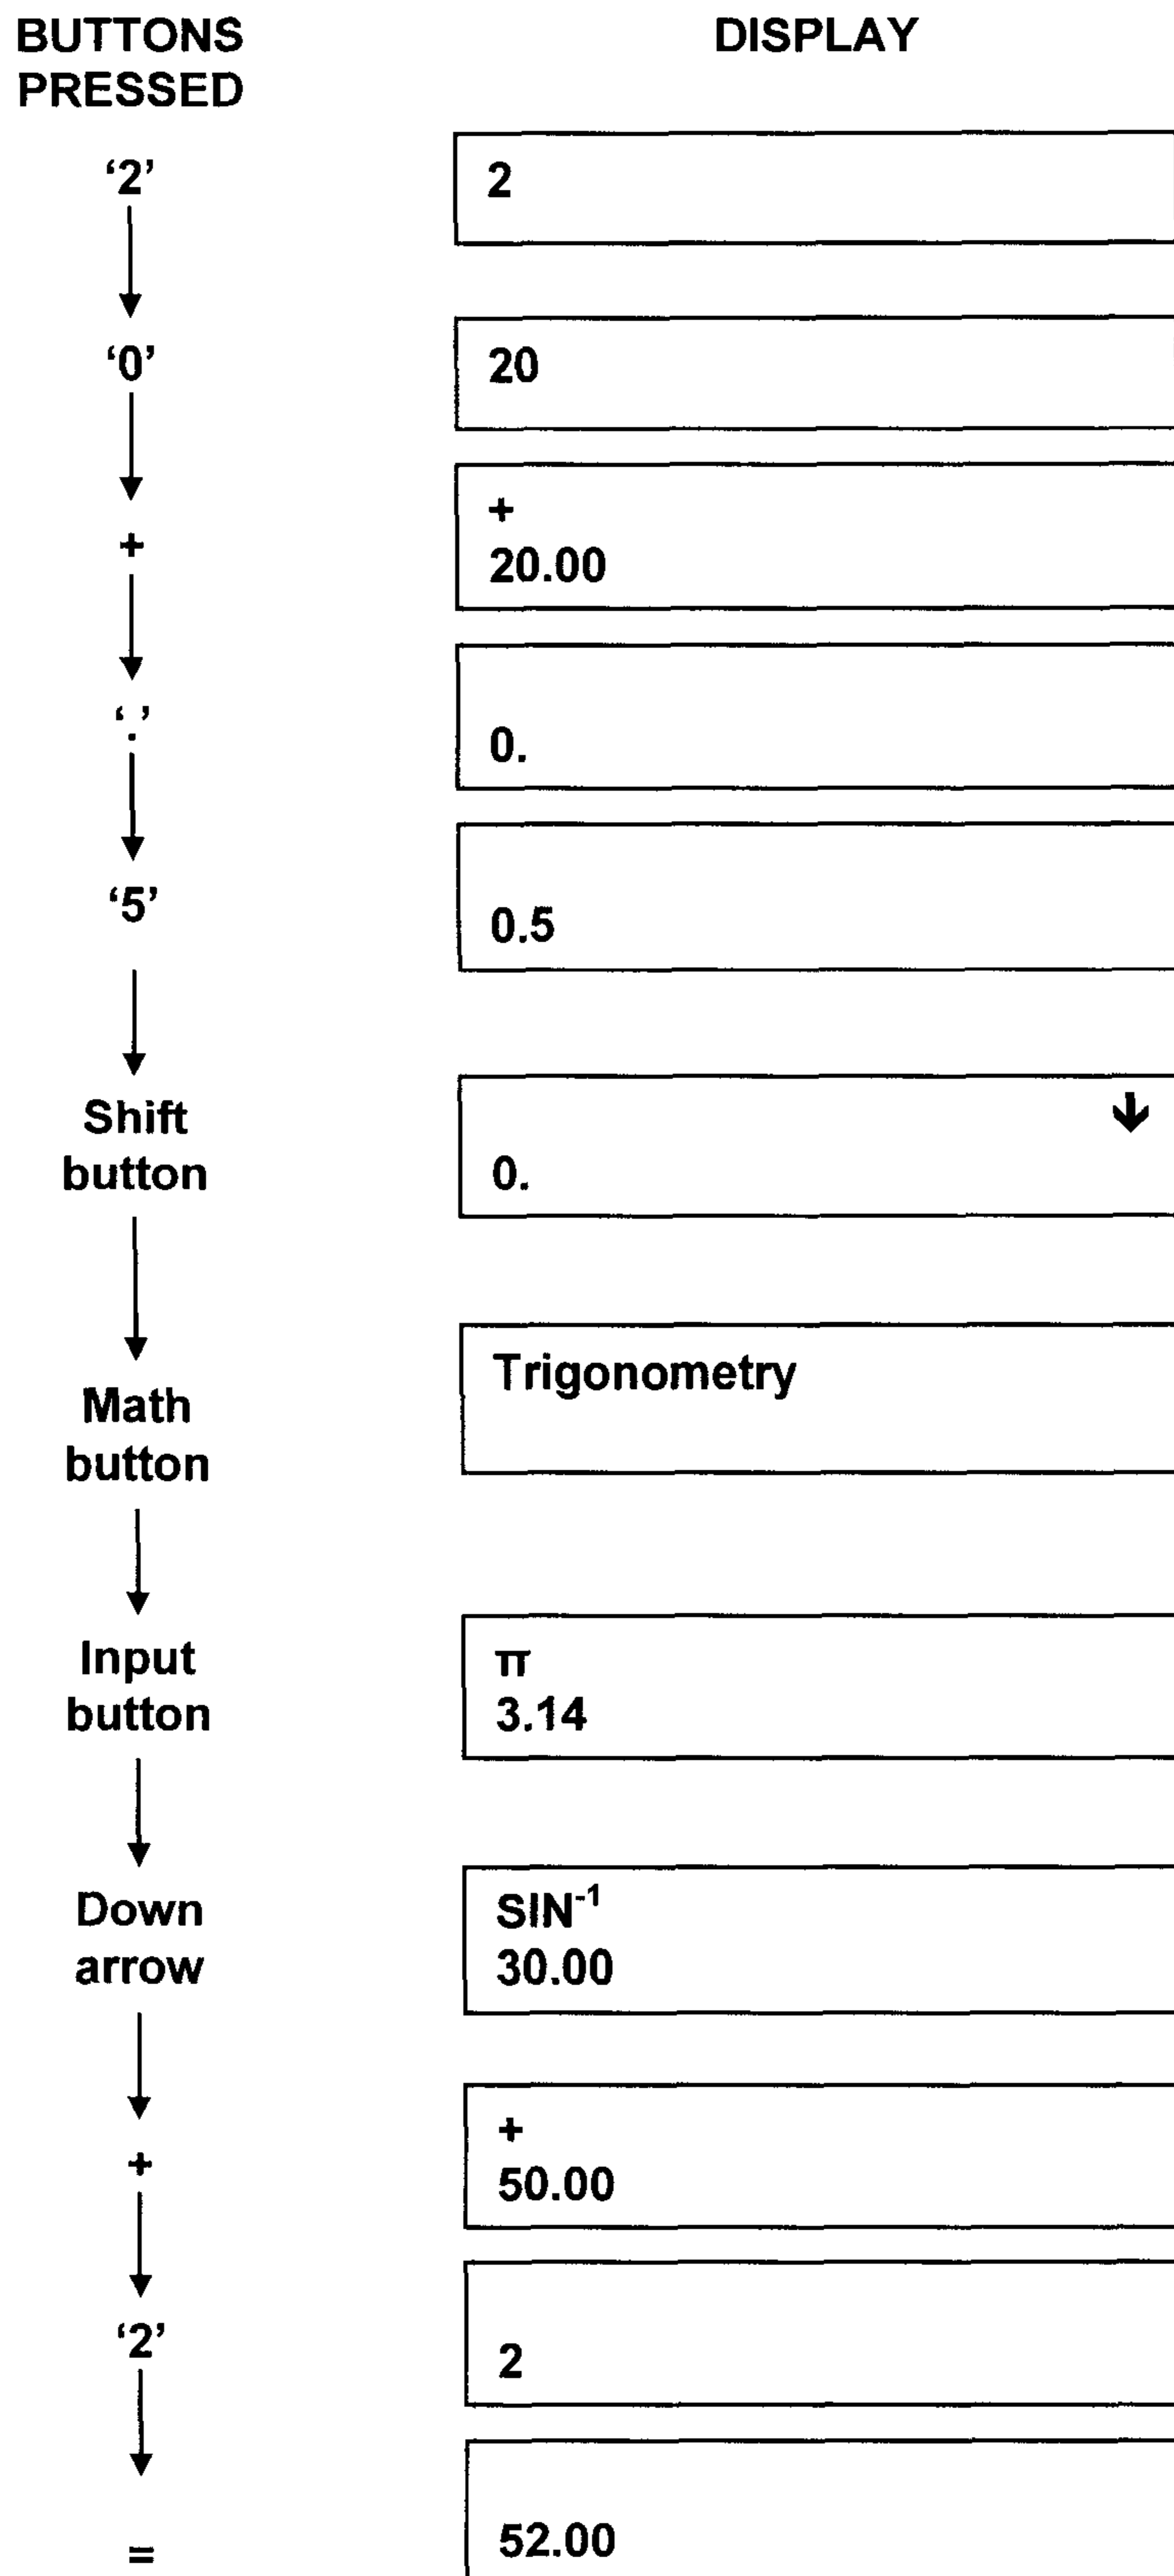 BUTTONS PRESSED
DISPLAY
‘2’
2
‘0’
20
+
+
20.00
‘.’
0.
‘5’
0.5
Shift
button
↓
0.
Math
button
Trigonometry
Input
button
π
3.14
Down
arrow
SIN⁻¹
30.00
+
+
50.00
‘2’
2
=
52.00